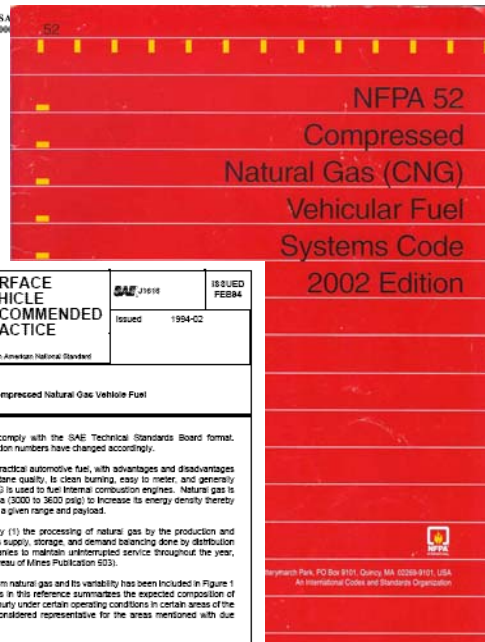 52
NFPA 52
Compressed
Natural Gas (CNG)
Vehicular Fuel
Systems Code
2002 Edition
RFACE
HICLE
COMMENDED
ACTICE
American National Standard
SAE J1616
ISSUED
FEB94
Issued 1994-02
ompressed Natural Gas Vehicle Fuel
comply with the SAE Technical Standards Board format.
tion numbers have changed accordingly.
ractical automotive fuel, with advantages and disadvantages
tane quality, is clean burning, easy to meter, and generally
G is used to fuel internal combustion engines. Natural gas is
a (3000 to 3600 psig) to increase its energy density thereby
a given range and payload.
y (1) the processing of natural gas by the production and
supply, storage, and demand balancing done by distribution
anies to maintain uninterrupted service throughout the year,
reau of Mines Publication 503).
m natural gas and its variability has been included in Figure 1
s in this reference summarizes the expected composition of
under certain operating conditions in certain areas of the
onsidered representative for the areas mentioned with due
NFPA
terymarch Park, PO Box 9101, Quincy, MA 02269-9101, USA
An International Codes and Standards Organization